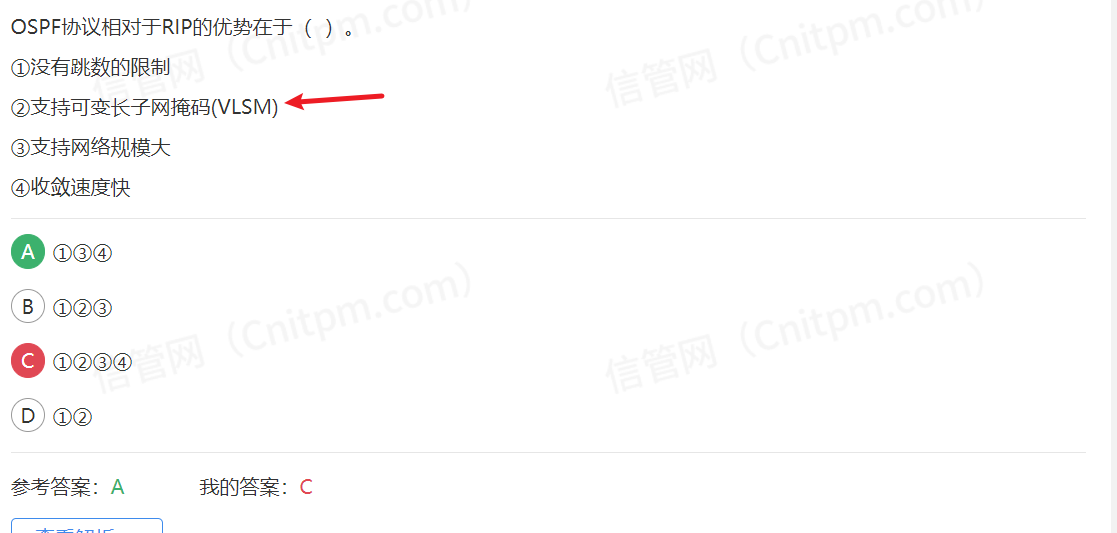 OSPF协议相对于RIP的优势在于（ ）。
①没有跳数的限制
②支持可变长子网掩码(VLSM)
③支持网络规模大
④收敛速度快
A ①③④
B ①②③
C ①②③④
D ①②
参考答案：A 我的答案：C
查看解析
信管网（Cnitpm.com）
信管网（Cnitpm.com）
信管网（Cnitpm.com）
信管网（Cnitpm.com）